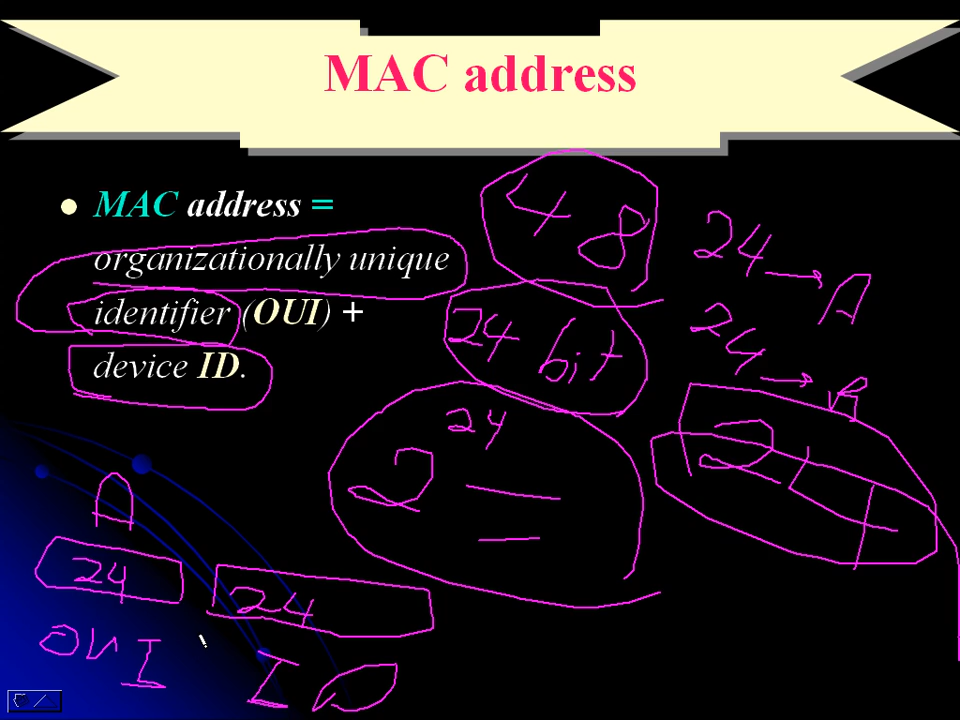 MAC address
MAC address =
organizationally unique
identifier (OUI) +
device ID.
48
24 → A
24 bit
24 →
2 24
A
24
24
OUI
ID